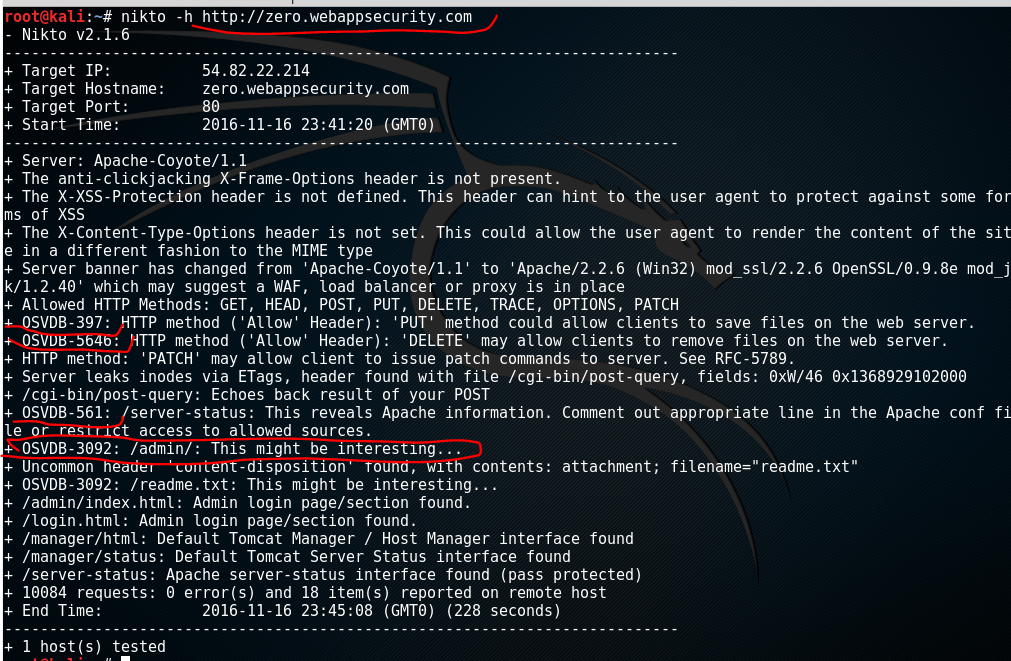 root@kali:~# nikto -h http://zero.webappsecurity.com
- Nikto v2.1.6
---------------------------------------------------------------------------
+ Target IP:          54.82.22.214
+ Target Hostname:    zero.webappsecurity.com
+ Target Port:        80
+ Start Time:         2016-11-16 23:41:20 (GMT0)
---------------------------------------------------------------------------
+ Server: Apache-Coyote/1.1
+ The anti-clickjacking X-Frame-Options header is not present.
+ The X-XSS-Protection header is not defined. This header can hint to the user agent to protect against some for
ms of XSS
+ The X-Content-Type-Options header is not set. This could allow the user agent to render the content of the sit
e in a different fashion to the MIME type
+ Server banner has changed from 'Apache-Coyote/1.1' to 'Apache/2.2.6 (Win32) mod_ssl/2.2.6 OpenSSL/0.9.8e mod_j
k/1.2.40' which may suggest a WAF, load balancer or proxy is in place
+ Allowed HTTP Methods: GET, HEAD, POST, PUT, DELETE, TRACE, OPTIONS, PATCH
+ OSVDB-397: HTTP method ('Allow' Header): 'PUT' method could allow clients to save files on the web server.
+ OSVDB-5646: HTTP method ('Allow' Header): 'DELETE' may allow clients to remove files on the web server.
+ HTTP method: 'PATCH' may allow client to issue patch commands to server. See RFC-5789.
+ Server leaks inodes via ETags, header found with file /cgi-bin/post-query, fields: 0xW/46 0x1368929102000
+ /cgi-bin/post-query: Echoes back result of your POST
+ OSVDB-561: /server-status: This reveals Apache information. Comment out appropriate line in the Apache conf fi
le or restrict access to allowed sources.
+ OSVDB-3092: /admin/: This might be interesting...
+ Uncommon header 'content-disposition' found, with contents: attachment; filename="readme.txt"
+ OSVDB-3092: /readme.txt: This might be interesting...
+ /admin/index.html: Admin login page/section found.
+ /login.html: Admin login page/section found.
+ /manager/html: Default Tomcat Manager / Host Manager interface found
+ /manager/status: Default Tomcat Server Status interface found
+ /server-status: Apache server-status interface found (pass protected)
+ 10084 requests: 0 error(s) and 18 item(s) reported on remote host
+ End Time:           2016-11-16 23:45:08 (GMT0) (228 seconds)
---------------------------------------------------------------------------
+ 1 host(s) tested
root@kali:~#